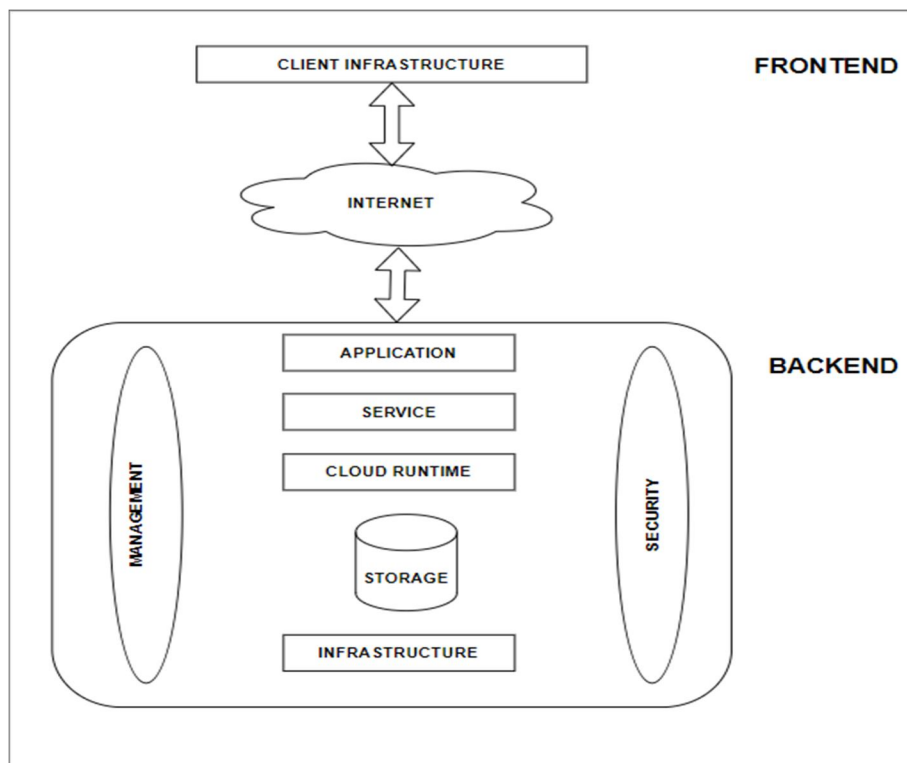 CLIENT INFRASTRUCTURE
FRONTEND
INTERNET
BACKEND
APPLICATION
SERVICE
CLOUD RUNTIME
MANAGEMENT
SECURITY
STORAGE
INFRASTRUCTURE